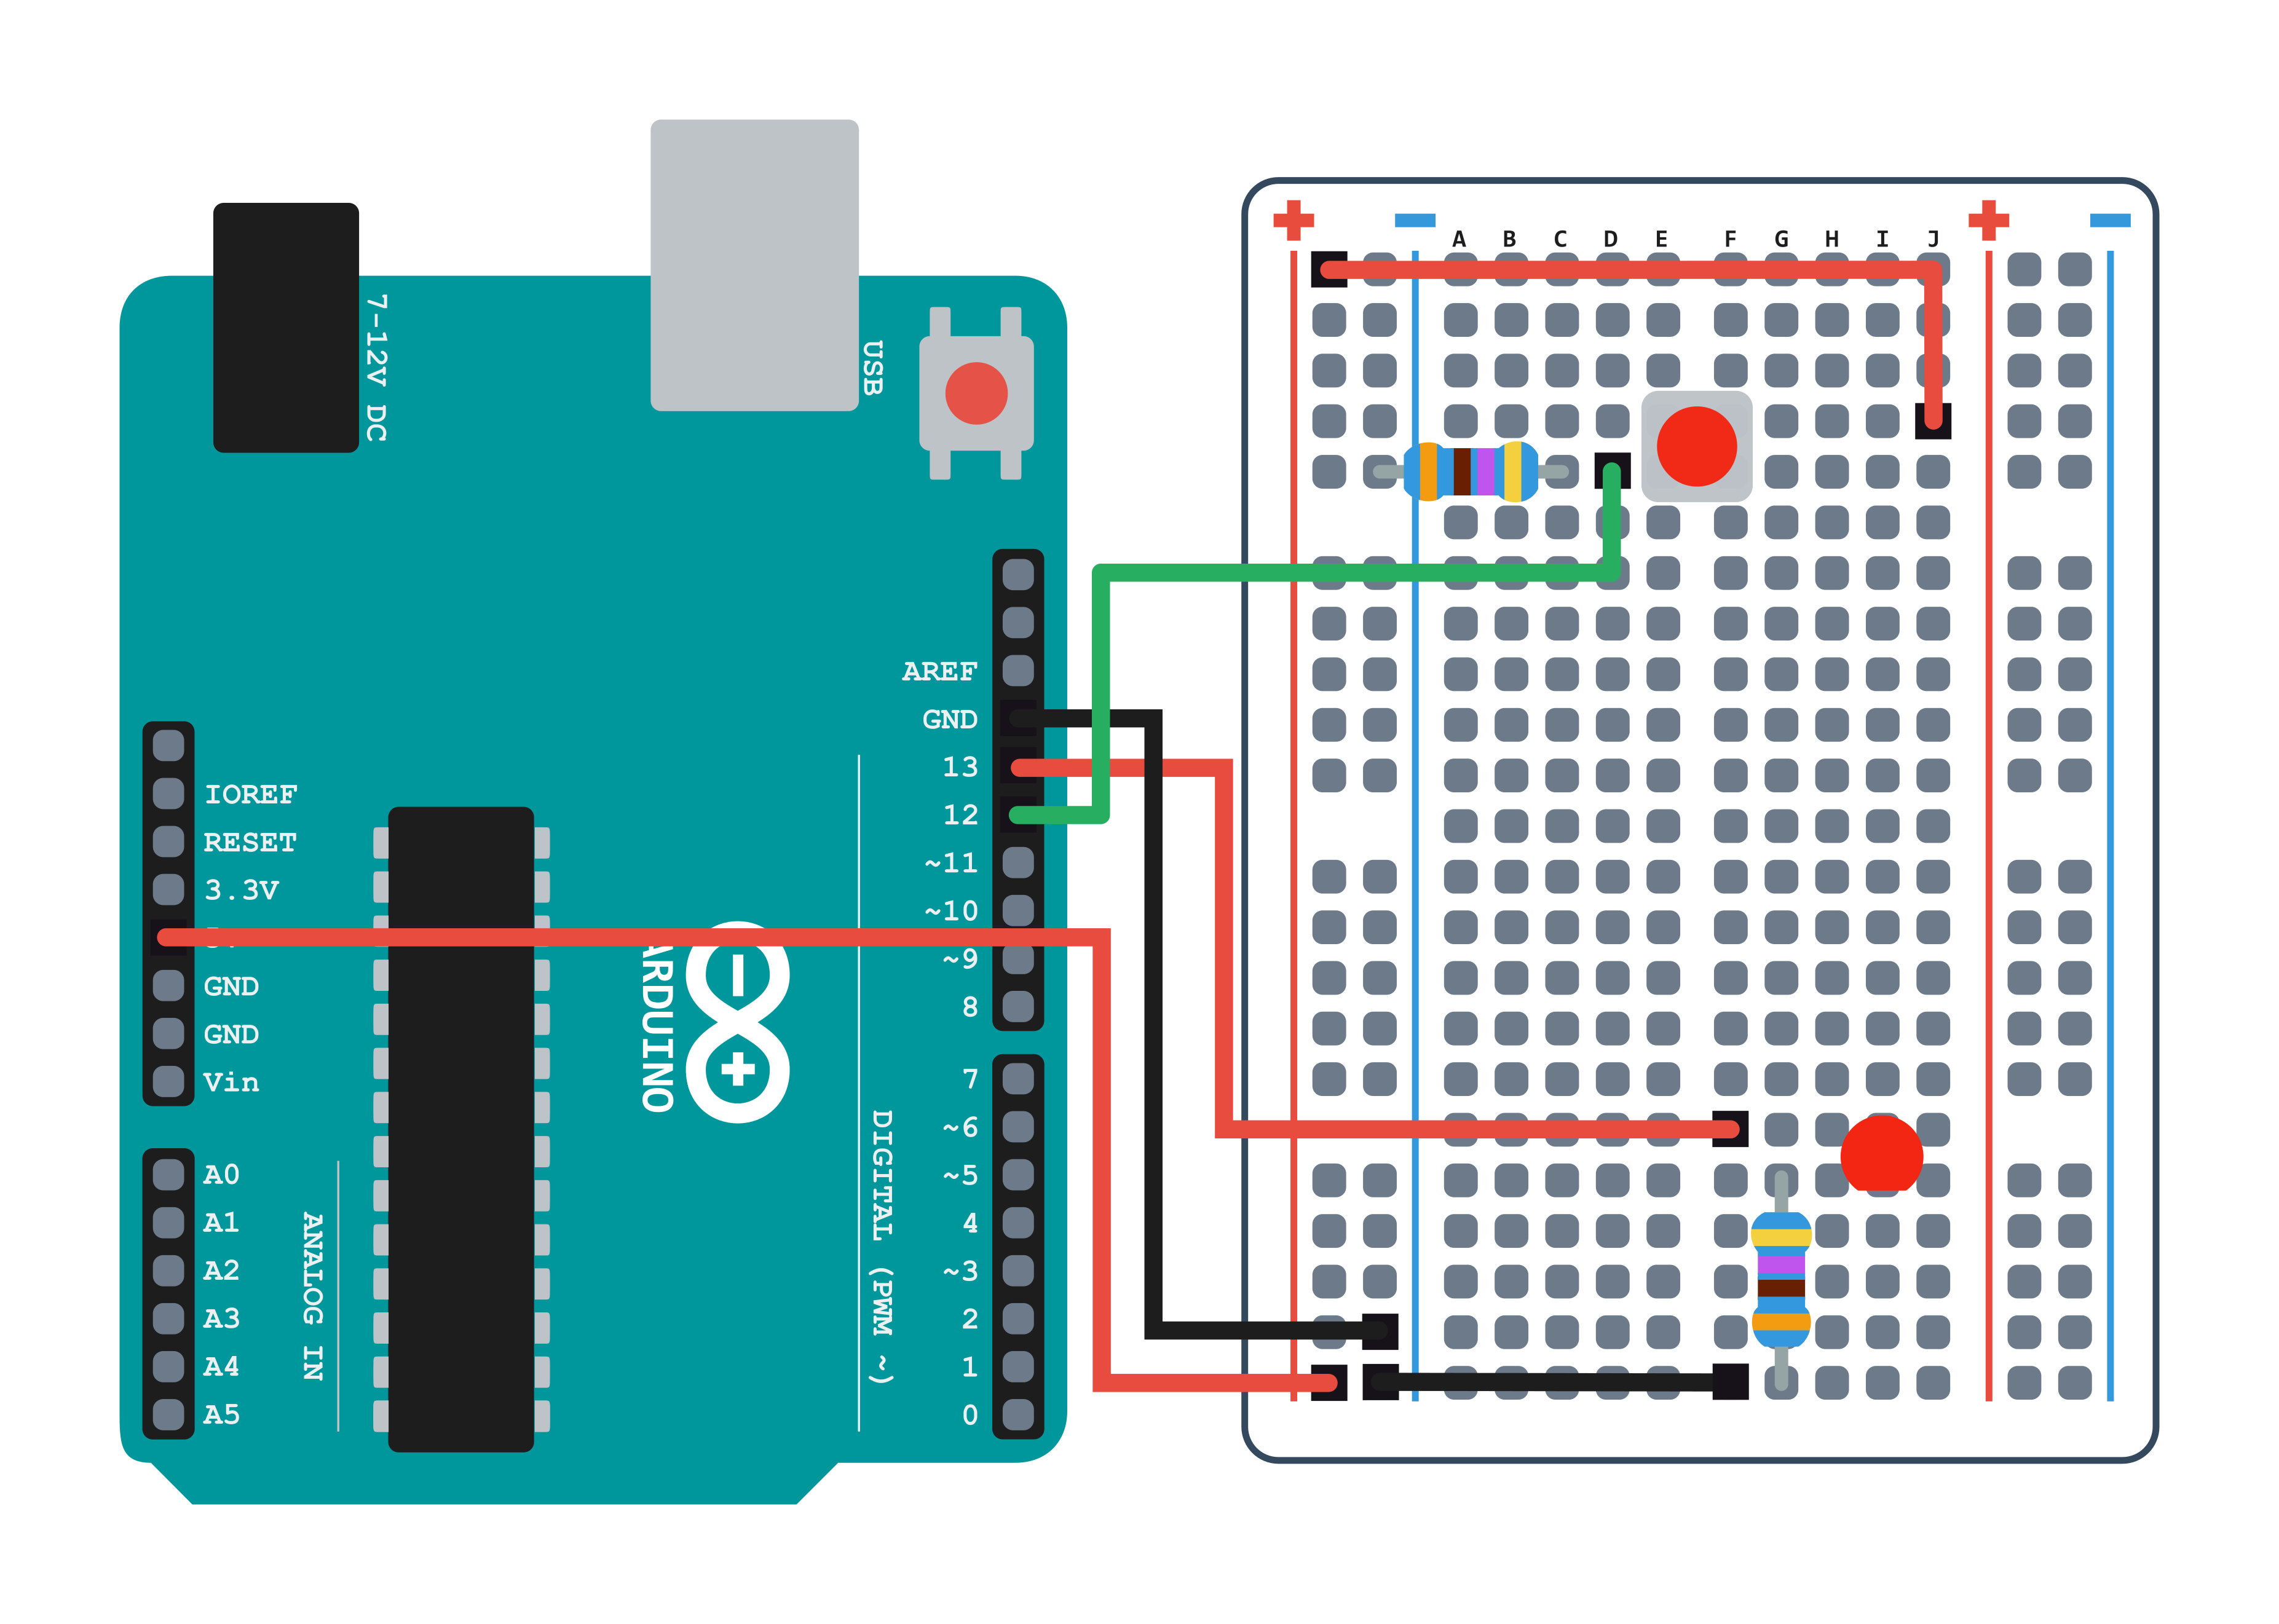 7-12V DC
USB
AREF
GND
13
12
~11
~10
~9
8
7
~6
~5
4
~3
2
1
0
DIGITAL (PWM ~)
ARDUINO
IOREF
RESET
3.3V
GND
GND
Vin
A0
A1
A2
A3
A4
A5
ANALOG IN
+ − A B C D E F G H I J + −